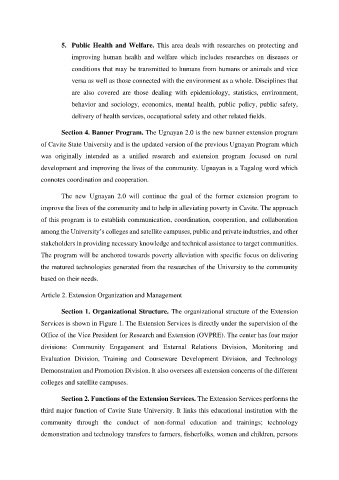 5. Public Health and Welfare. This area deals with researches on protecting and
improving human health and welfare which includes researches on diseases or
conditions that may be transmitted to humans from humans or animals and vice
versa as well as those connected with the environment as a whole. Disciplines that
are also covered are those dealing with epidemiology, statistics, environment,
behavior and sociology, economics, mental health, public policy, public safety,
delivery of health services, occupational safety and other related fields.
Section 4. Banner Program. The Ugnayan 2.0 is the new banner extension program
of Cavite State University and is the updated version of the previous Ugnayan Program which
was originally intended as a unified research and extension program focused on rural
development and improving the lives of the community. Ugnayan is a Tagalog word which
connotes coordination and cooperation.
The new Ugnayan 2.0 will continue the goal of the former extension program to
improve the lives of the community and to help in alleviating poverty in Cavite. The approach
of this program is to establish communication, coordination, cooperation, and collaboration
among the University's colleges and satellite campuses, public and private industries, and other
stakeholders in providing necessary knowledge and technical assistance to target communities.
The program will be anchored towards poverty alleviation with specific focus on delivering
the matured technologies generated from the researches of the University to the community
based on their needs.
Article 2. Extension Organization and Management
Section 1. Organizational Structure. The organizational structure of the Extension
Services is shown in Figure 1. The Extension Services is directly under the supervision of the
Office of the Vice President for Research and Extension (OVPRE). The center has four major
divisions: Community Engagement and External Relations Division, Monitoring and
Evaluation Division, Training and Courseware Development Division, and Technology
Demonstration and Promotion Division. It also oversees all extension concerns of the different
colleges and satellite campuses.
Section 2. Functions of the Extension Services. The Extension Services performs the
third major function of Cavite State University. It links this educational institution with the
community through the conduct of non-formal education and trainings; technology
demonstration and technology transfers to farmers, fisherfolks, women and children, persons